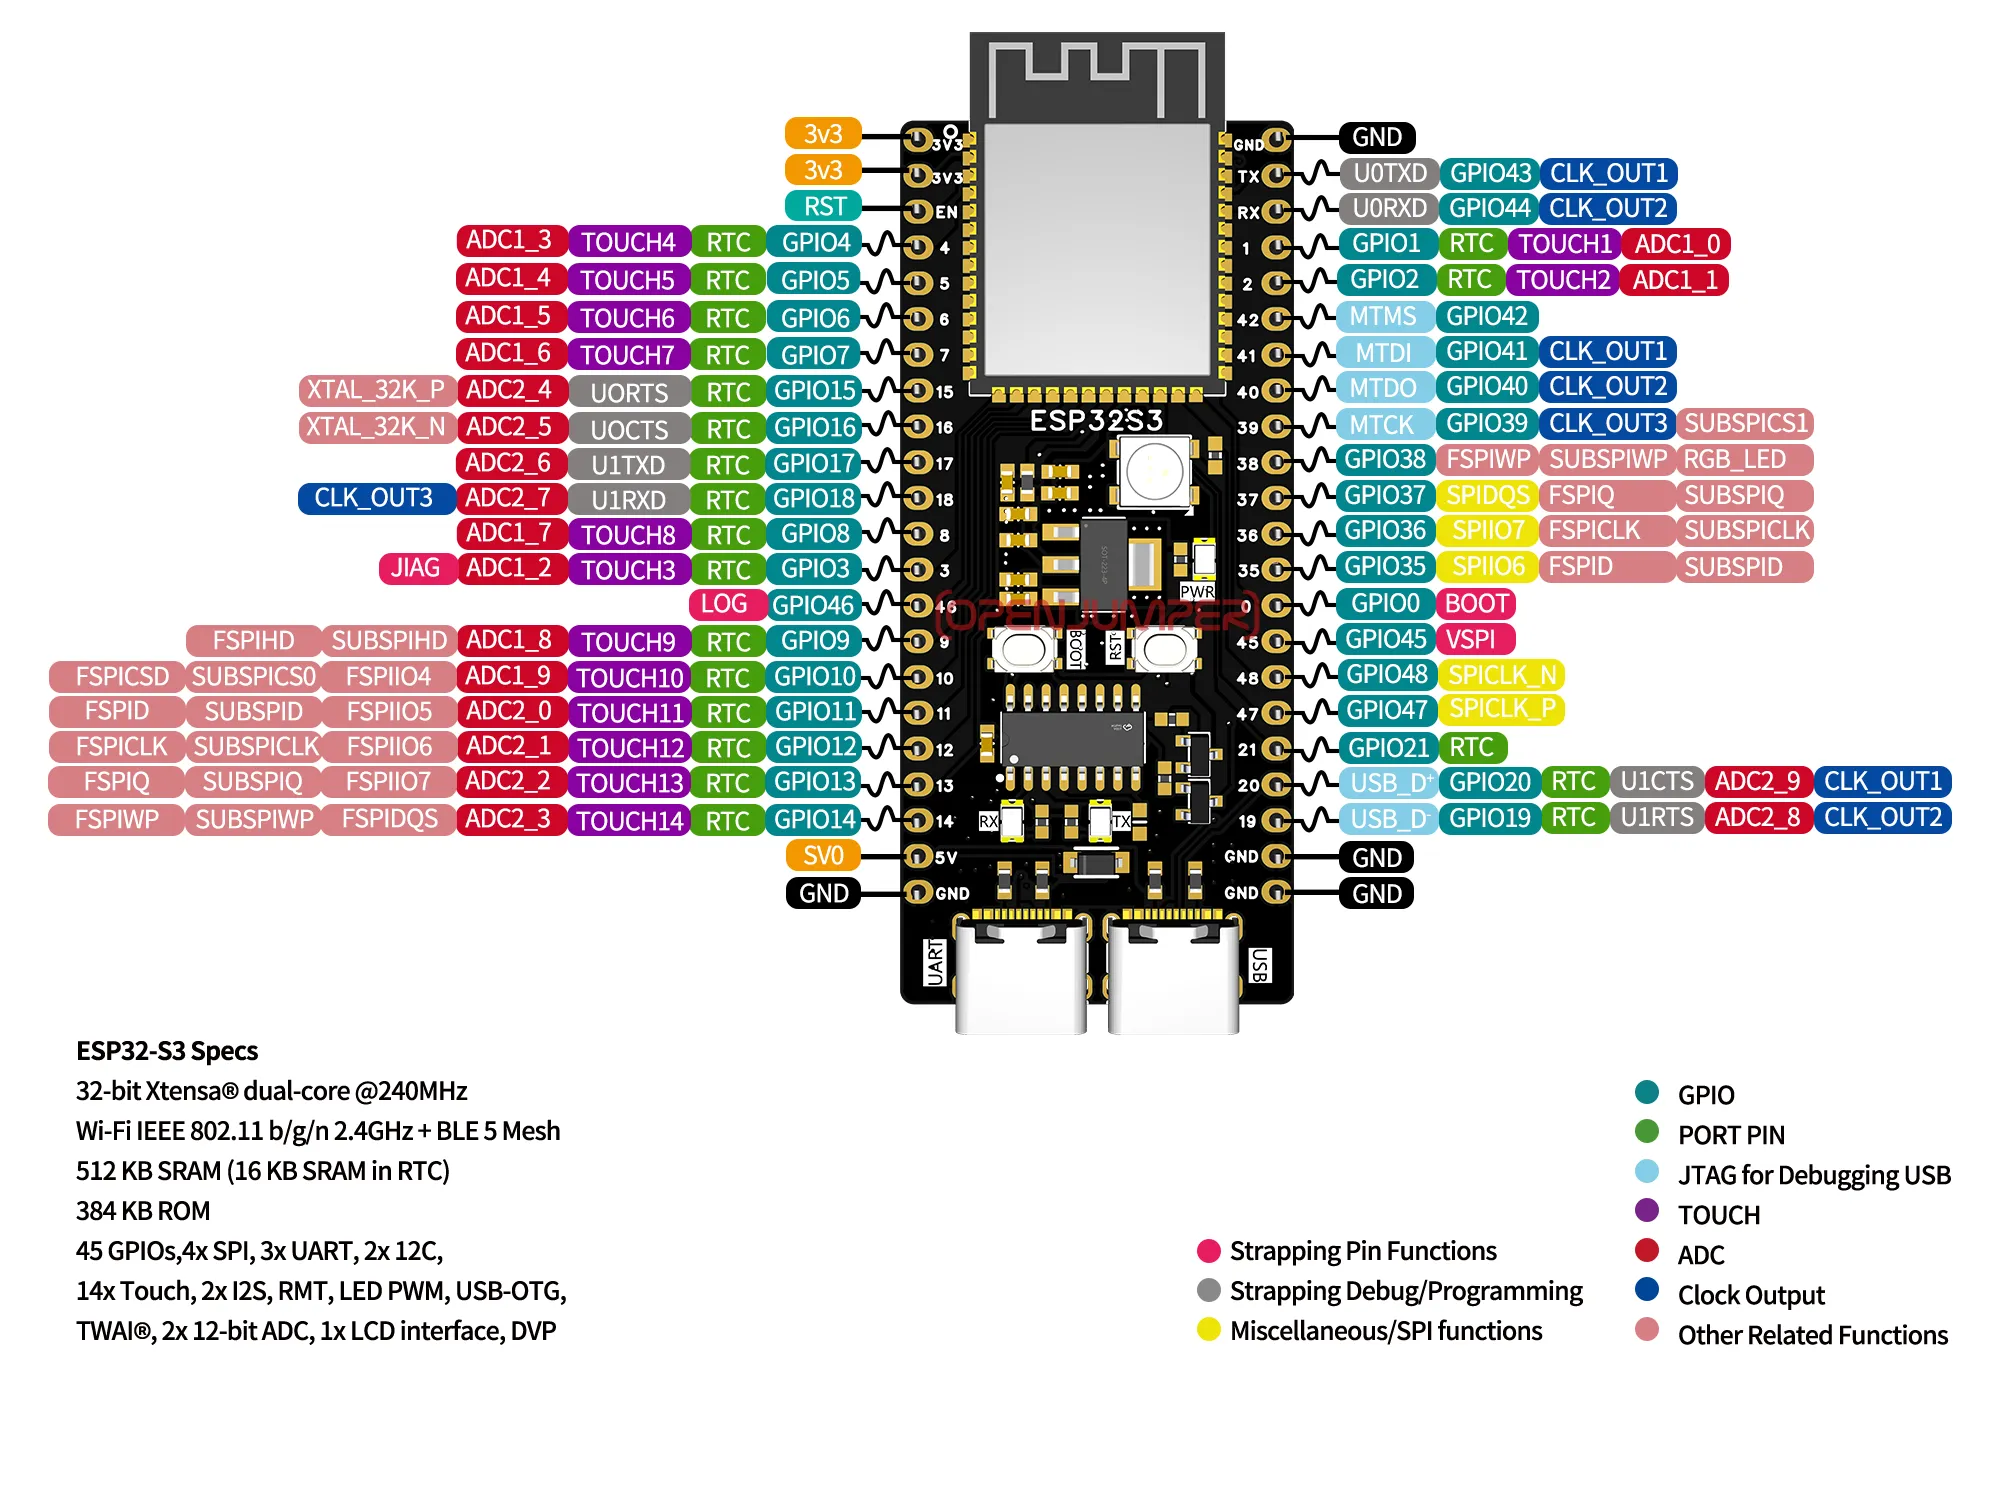 3v3 3V3 GND GND
3v3 3V3 TX U0TXD GPIO43 CLK_OUT1
RST EN RX U0RXD GPIO44 CLK_OUT2
ADC1_3 TOUCH4 RTC GPIO4 4 1 GPIO1 RTC TOUCH1 ADC1_0
ADC1_4 TOUCH5 RTC GPIO5 5 2 GPIO2 RTC TOUCH2 ADC1_1
ADC1_5 TOUCH6 RTC GPIO6 6 42 MTMS GPIO42
ADC1_6 TOUCH7 RTC GPIO7 7 41 MTDI GPIO41 CLK_OUT1
XTAL_32K_P ADC2_4 UORTS RTC GPIO15 15 40 MTDO GPIO40 CLK_OUT2
ESP32S3
XTAL_32K_N ADC2_5 UOCTS RTC GPIO16 16 39 MTCK GPIO39 CLK_OUT3 SUBSPICS1
ADC2_6 U1TXD RTC GPIO17 17 38 GPIO38 FSPIWP SUBSPIWP RGB_LED
CLK_OUT3 ADC2_7 U1RXD RTC GPIO18 18 37 GPIO37 SPIDQS FSPIQ SUBSPIQ
ADC1_7 TOUCH8 RTC GPIO8 8 36 GPIO36 SPIIO7 FSPICLK SUBSPICLK
JIAG ADC1_2 TOUCH3 RTC GPIO3 3 35 GPIO35 SPIIO6 FSPID SUBSPID
PWR
LOG GPIO46 46 (OPENJUMPER) 0 GPIO0 BOOT
FSPIHD SUBSPIHD ADC1_8 TOUCH9 RTC GPIO9 9 BOOT RST 45 GPIO45 VSPI
FSPICSD SUBSPICS0 FSPIIO4 ADC1_9 TOUCH10 RTC GPIO10 10 48 GPIO48 SPICLK_N
FSPID SUBSPID FSPIIO5 ADC2_0 TOUCH11 RTC GPIO11 11 47 GPIO47 SPICLK_P
FSPICLK SUBSPICLK FSPIIO6 ADC2_1 TOUCH12 RTC GPIO12 12 21 GPIO21 RTC
FSPIQ SUBSPIQ FSPIIO7 ADC2_2 TOUCH13 RTC GPIO13 13 20 USB_D+ GPIO20 RTC U1CTS ADC2_9 CLK_OUT1
FSPIWP SUBSPIWP FSPIDQS ADC2_3 TOUCH14 RTC GPIO14 14 RX TX 19 USB_D- GPIO19 RTC U1RTS ADC2_8 CLK_OUT2
SV0 5V GND GND
GND GND GND GND
UART USB
ESP32-S3 Specs
32-bit Xtensa® dual-core @240MHz
Wi-Fi IEEE 802.11 b/g/n 2.4GHz + BLE 5 Mesh
512 KB SRAM (16 KB SRAM in RTC)
384 KB ROM
45 GPIOs,4x SPI, 3x UART, 2x 12C,
14x Touch, 2x I2S, RMT, LED PWM, USB-OTG,
TWAI®, 2x 12-bit ADC, 1x LCD interface, DVP
Strapping Pin Functions
Strapping Debug/Programming
Miscellaneous/SPI functions
GPIO
PORT PIN
JTAG for Debugging USB
TOUCH
ADC
Clock Output
Other Related Functions